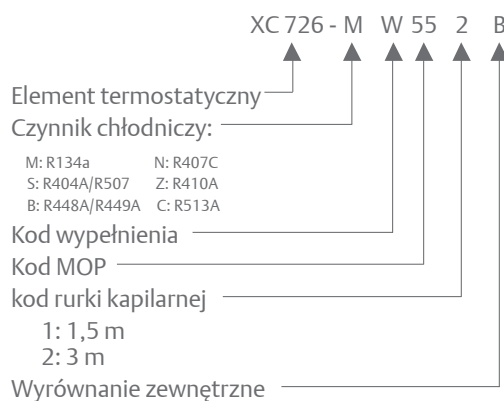 XC 726 - M W 55 2 B
Element termostatyczny
Czynnik chłodniczy:
M: R134a N: R407C
S: R404A/R507 Z: R410A
B: R448A/R449A C: R513A
Kod wypełnienia
Kod MOP
kod rurki kapilarnej
1: 1,5 m
2: 3 m
Wyrównanie zewnętrzne